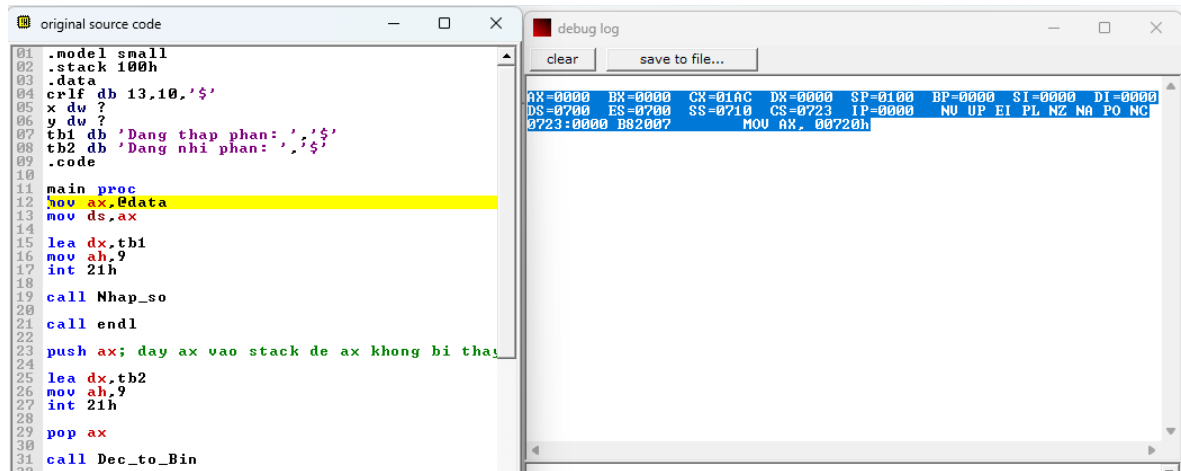 original source code
01 .model small
02 .stack 100h
03 .data
04 crlf db 13,10,'$'
05 x dw ?
06 y dw ?
07 tb1 db 'Dang thap phan: ','$'
08 tb2 db 'Dang nhi phan: ','$'
09 .code
10
11 main proc
12 mov ax,@data
13 mov ds,ax
14
15 lea dx,tb1
16 mov ah,9
17 int 21h
18
19 call Nhap_so
20
21 call endl
22
23 push ax; day ax vao stack de ax khong bi thay
24
25 lea dx,tb2
26 mov ah,9
27 int 21h
28
29 pop ax
30
31 call Dec_to_Bin
debug log
clear save to file...
AX=0000 BX=0000 CX=01AC DX=0000 SP=0100 BP=0000 SI=0000 DI=0000
DS=0700 ES=0700 SS=0710 CS=0723 IP=0000 NV UP EI PL NZ NA PO NC
0723:0000 B82007 MOV AX, 00720h